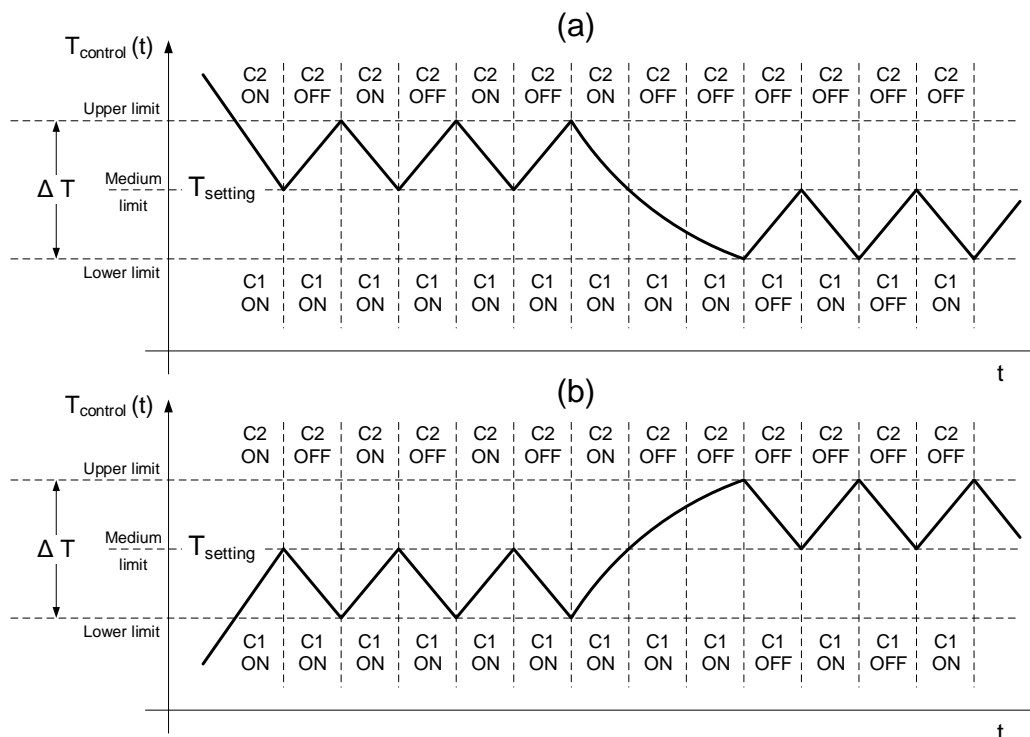 (a)
T_control (t)
C2 C2 C2 C2 C2 C2 C2 C2 C2 C2 C2 C2 C2
ON OFF ON OFF ON OFF ON OFF OFF OFF OFF OFF OFF
Upper limit
Δ T
Medium
limit
T_setting
Lower limit
C1 C1 C1 C1 C1 C1 C1 C1 C1 C1 C1 C1 C1
ON ON ON ON ON ON ON ON ON OFF ON OFF ON
t
(b)
T_control (t)
C2 C2 C2 C2 C2 C2 C2 C2 C2 C2 C2 C2 C2
ON OFF ON OFF ON OFF ON OFF OFF OFF OFF OFF OFF
Upper limit
Δ T
Medium
limit
T_setting
Lower limit
C1 C1 C1 C1 C1 C1 C1 C1 C1 C1 C1 C1 C1
ON ON ON ON ON ON ON ON ON OFF ON OFF ON
t